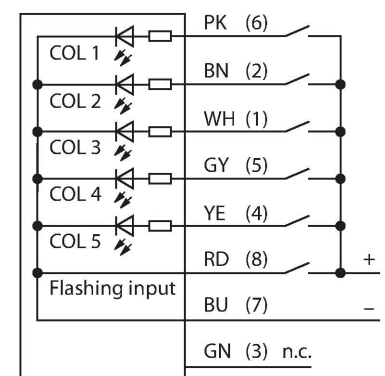 PK (6)
COL 1
BN (2)
COL 2
WH (1)
COL 3
GY (5)
COL 4
YE (4)
COL 5
RD (8)
+
Flashing input
BU (7)
–
GN (3) n.c.